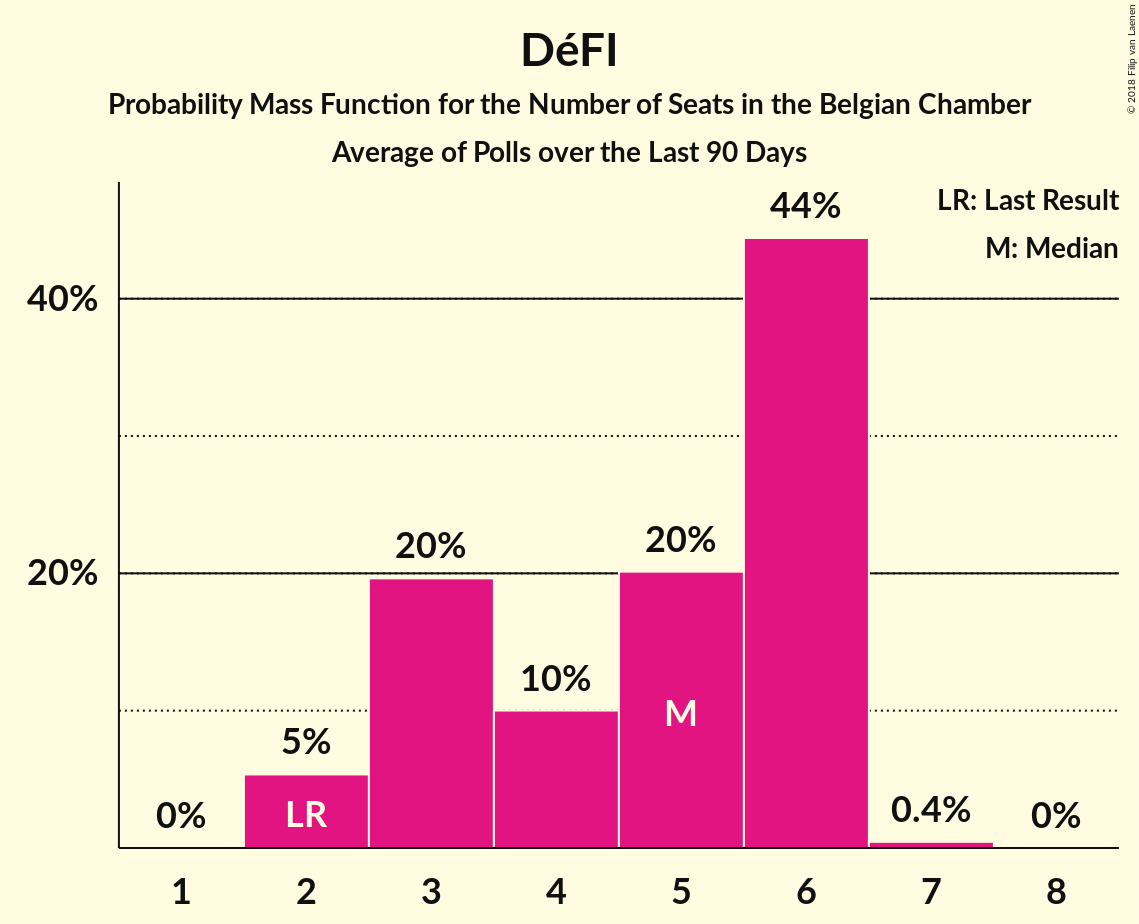 DéFI
Probability Mass Function for the Number of Seats in the Belgian Chamber
Average of Polls over the Last 90 Days
© 2018 Filip van Laenen
LR: Last Result
M: Median
44%
40%
20%
20%
20%
10%
M
5%
LR
0%
0.4%
0%
1 2 3 4 5 6 7 8